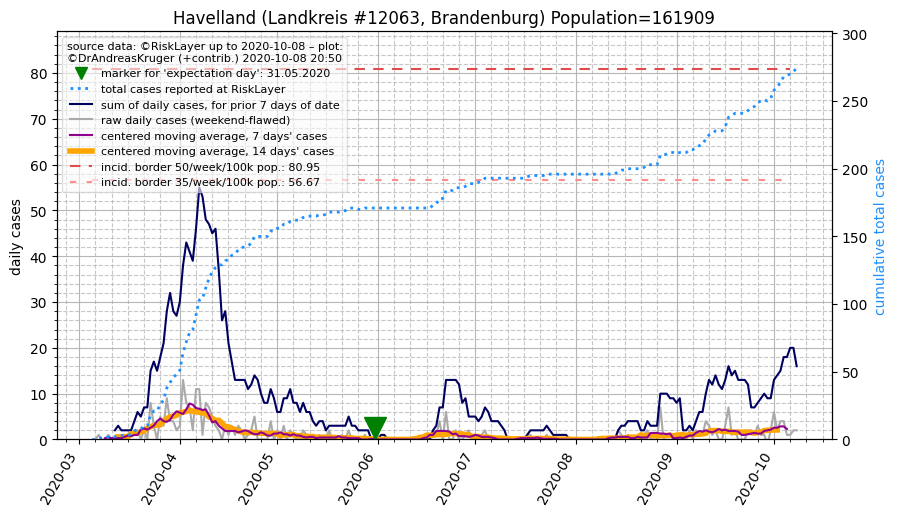 Havelland (Landkreis #12063, Brandenburg) Population=161909
source data: ©RiskLayer up to 2020-10-08 – plot:
©DrAndreasKruger (+contrib.) 2020-10-08 20:50
marker for 'expectation day': 31.05.2020
total cases reported at RiskLayer
sum of daily cases, for prior 7 days of date
raw daily cases (weekend-flawed)
centered moving average, 7 days' cases
centered moving average, 14 days' cases
incid. border 50/week/100k pop.: 80.95
incid. border 35/week/100k pop.: 56.67
daily cases
80
70
60
50
40
30
20
10
0
cumulative total cases
300
250
200
150
100
50
0
2020-03
2020-04
2020-05
2020-06
2020-07
2020-08
2020-09
2020-10